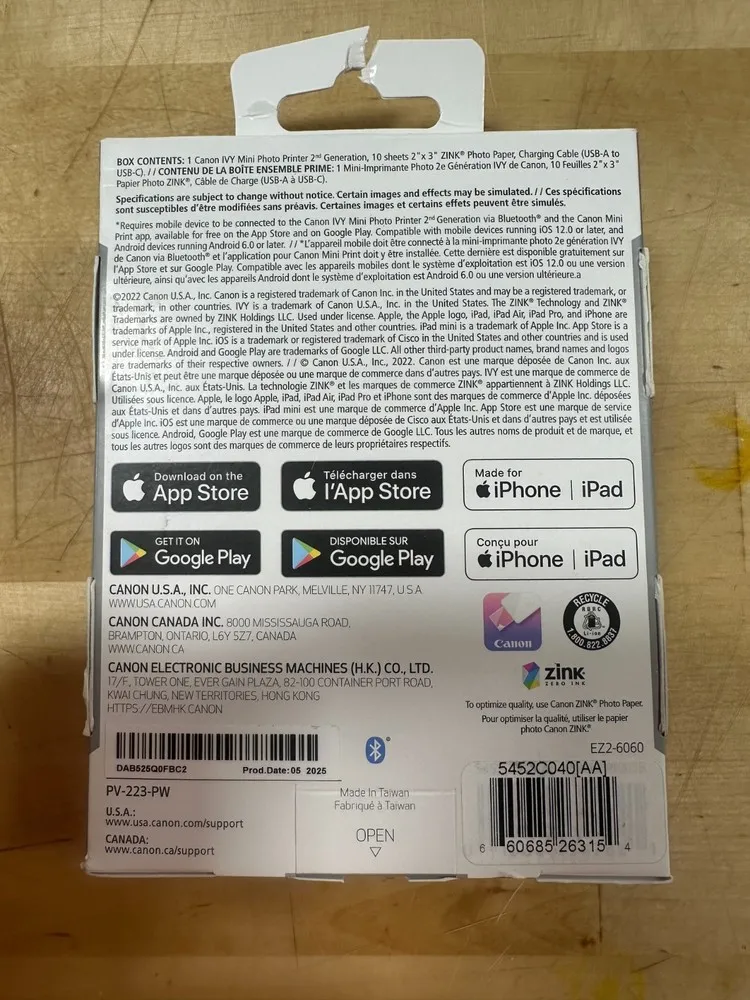 BOX CONTENTS: 1 Canon IVY Mini Photo Printer 2nd Generation, 10 sheets 2"x 3" ZINK® Photo Paper, Charging Cable (USB-A to
USB-C). // CONTENU DE LA BOÎTE ENSEMBLE PRIME: 1 Mini-Imprimante Photo 2e Génération IVY de Canon, 10 Feuilles 2"x 3"
Papier Photo ZINK®, Câble de Charge (USB-A à USB-C).
Specifications are subject to change without notice. Certain images and effects may be simulated. // Ces spécifications
sont susceptibles d'être modifiées sans préavis. Certaines images et certains effets peuvent être simulés.
*Requires mobile device to be connected to the Canon IVY Mini Photo Printer 2nd Generation via Bluetooth® and the Canon Mini
Print app, available for free on the App Store and on Google Play. Compatible with mobile devices running iOS 12.0 or later, and
Android devices running Android 6.0 or later. // *L'appareil mobile doit être connecté à la mini-imprimante photo 2e génération IVY
de Canon via Bluetooth® et l'application pour Canon Mini Print doit y être installée. Cette dernière est disponible gratuitement sur
l'App Store et sur Google Play. Compatible avec les appareils mobiles dont le système d'exploitation est iOS 12.0 ou une version
ultérieure, ainsi qu'avec les appareils Android dont le système d'exploitation est Android 6.0 ou une version ultérieure.a
©2022 Canon U.S.A., Inc. Canon is a registered trademark of Canon Inc. in the United States and may be a registered trademark, or
trademark, in other countries. IVY is a trademark of Canon U.S.A., Inc. in the United States. The ZINK® Technology and ZINK®
Trademarks are owned by ZINK Holdings LLC. Used under license. Apple, the Apple logo, iPad, iPad Air, iPad Pro, and iPhone are
trademarks of Apple Inc., registered in the United States and other countries. iPad mini is a trademark of Apple Inc. App Store is a
service mark of Apple Inc. iOS is a trademark or registered trademark of Cisco in the United States and other countries and is used
under license. Android and Google Play are trademarks of Google LLC. All other third-party product names, brand names and logos
are trademarks of their respective owners. // © Canon U.S.A., Inc., 2022. Canon est une marque déposée de Canon Inc. aux
États-Unis et peut être une marque déposée ou une marque de commerce dans d'autres pays. IVY est une marque de commerce de
Canon U.S.A., Inc. aux États-Unis. La technologie ZINK® et les marques de commerce ZINK® appartiennent à ZINK Holdings LLC.
Utilisées sous licence. Apple, le logo Apple, iPad, iPad Air, iPad Pro et iPhone sont des marques de commerce d'Apple Inc. déposées
aux États-Unis et dans d'autres pays. iPad mini est une marque de commerce d'Apple Inc. App Store est une marque de service
d'Apple Inc. iOS est une marque de commerce ou une marque déposée de Cisco aux États-Unis et dans d'autres pays et est utilisée
sous licence. Android, Google Play est une marque de commerce de Google LLC. Tous les autres noms de produit et de marque, et
tous les autres logos sont des marques de commerce de leurs propriétaires respectifs.
Download on the
App Store
Télécharger dans
l'App Store
Made for
iPhone | iPad
GET IT ON
Google Play
DISPONIBLE SUR
Google Play
Conçu pour
iPhone | iPad
CANON U.S.A., INC. ONE CANON PARK, MELVILLE, NY 11747, U.S.A
WWW.USA.CANON.COM
CANON CANADA INC. 8000 MISSISSAUGA ROAD,
BRAMPTON, ONTARIO, L6Y 5Z7, CANADA
WWW.CANON.CA
CANON ELECTRONIC BUSINESS MACHINES (H.K.) CO., LTD.
17/F, TOWER ONE, EVER GAIN PLAZA, 82-100 CONTAINER PORT ROAD,
KWAI CHUNG, NEW TERRITORIES, HONG KONG
HTTPS://EBMHK.CANON
Canon
RECYCLE
RBRC
Li-ion
1.800.822.8837
zink
ZERO INK
To optimize quality, use Canon ZINK® Photo Paper.
Pour optimiser la qualité, utiliser le papier
photo Canon ZINK®.
EZ2-6060
DAB525Q0FBC2 Prod.Date:05 2025
PV-223-PW
U.S.A.:
www.usa.canon.com/support
CANADA:
www.canon.ca/support
Made in Taiwan
Fabriqué à Taiwan
OPEN
5452C040[AA]
6 60685 26315 4